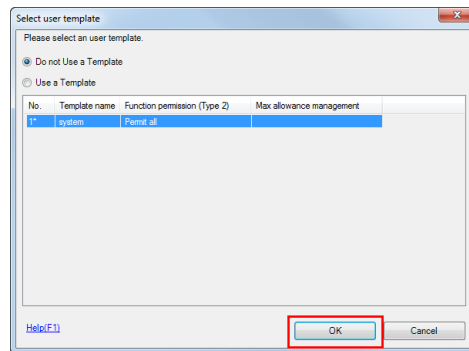 Select user template
Please select an user template.
Do not Use a Template
Use a Template
No. Template name Function permission (Type 2) Max allowance management
1* system Permit all
Help(F1) OK Cancel